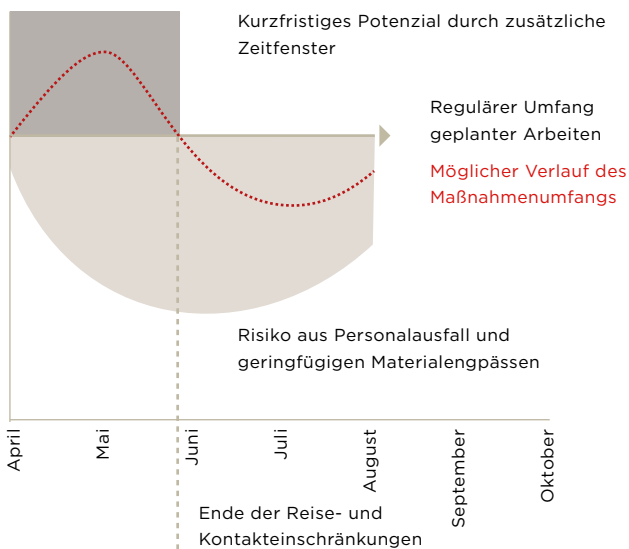 Kurzfristiges Potenzial durch zusätzliche
Zeitfenster
Regulärer Umfang
geplanter Arbeiten
Möglicher Verlauf des
Maßnahmenumfangs
Risiko aus Personalausfall und
geringfügigen Materialengpässen
April
Mai
Juni
Juli
August
September
Oktober
Ende der Reise- und
Kontakteinschränkungen